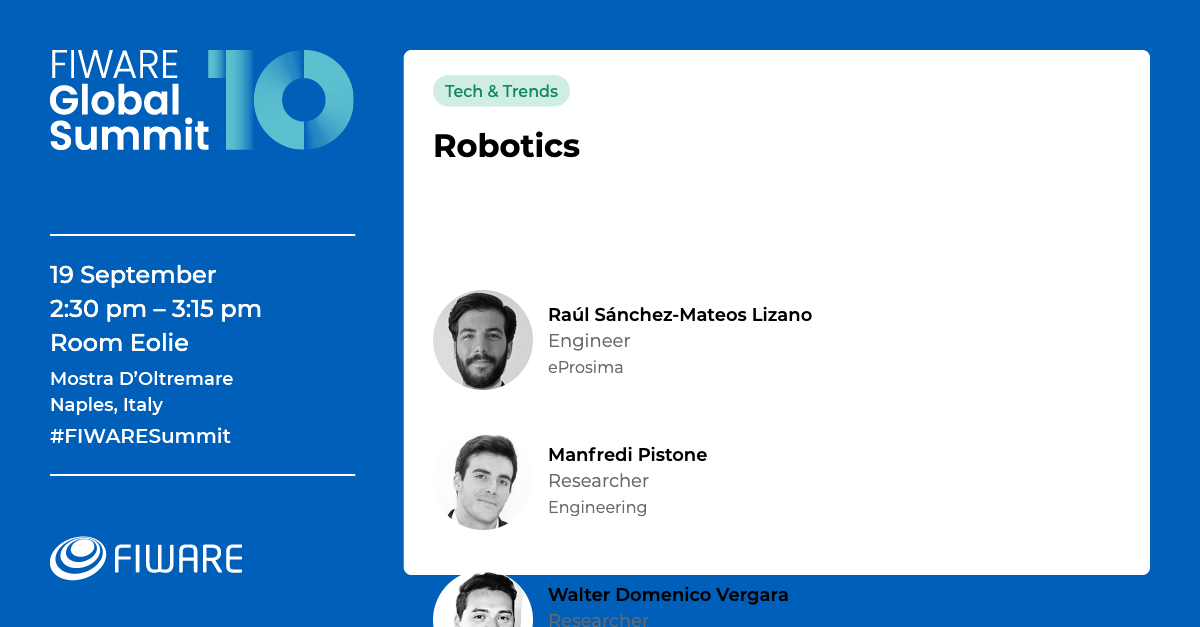 FIWARE
Global
Summit
10
19 September
2:30 pm – 3:15 pm
Room Eolie
Mostra D’Oltremare
Naples, Italy
#FIWARESummit
FIWARE
Tech & Trends
Robotics
Raúl Sánchez-Mateos Lizano
Engineer
eProsima
Manfredi Pistone
Researcher
Engineering
Walter Domenico Vergara
Researcher